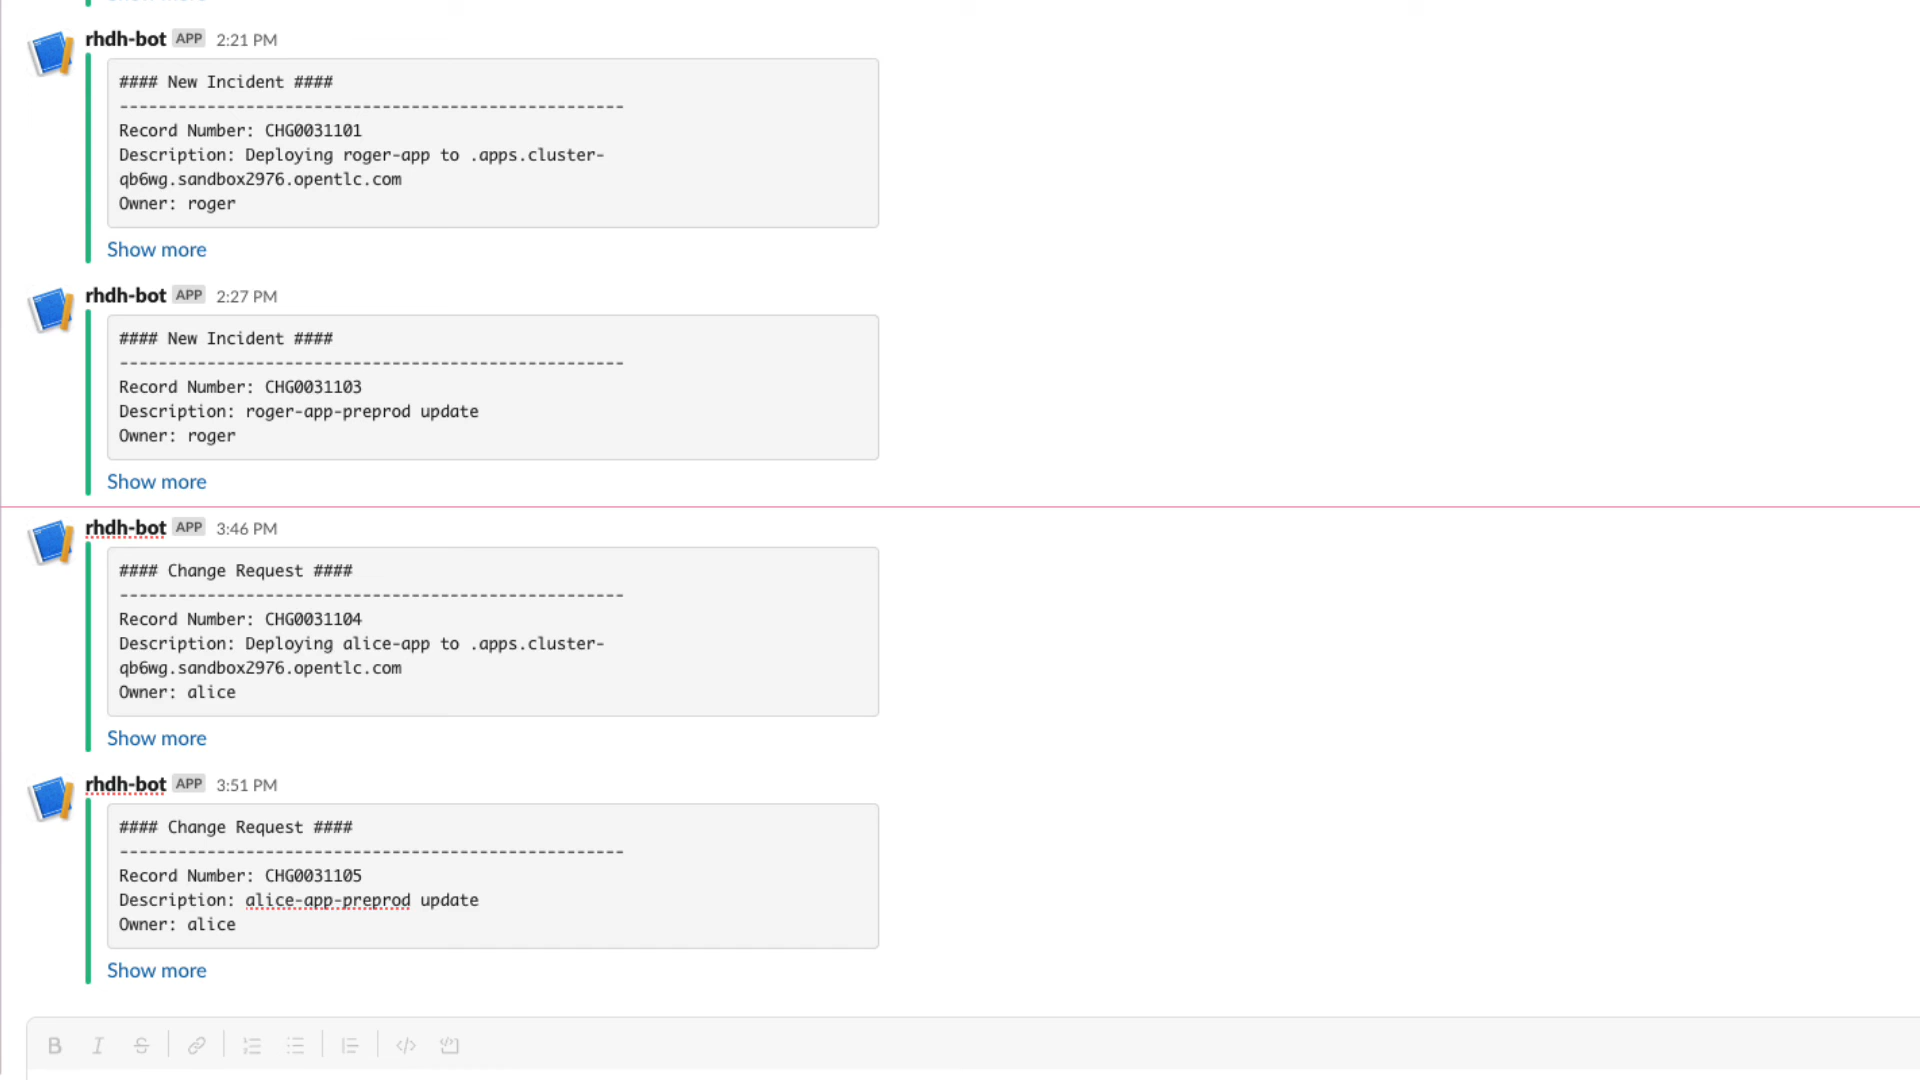 rhdh-bot APP 2:21 PM
#### New Incident ####
----------------------------------------------------
Record Number: CHG0031101
Description: Deploying roger-app to .apps.cluster-
qb6wg.sandbox2976.opentlc.com
Owner: roger
Show more
rhdh-bot APP 2:27 PM
#### New Incident ####
----------------------------------------------------
Record Number: CHG0031103
Description: roger-app-preprod update
Owner: roger
Show more
rhdh-bot APP 3:46 PM
#### Change Request ####
----------------------------------------------------
Record Number: CHG0031104
Description: Deploying alice-app to .apps.cluster-
qb6wg.sandbox2976.opentlc.com
Owner: alice
Show more
rhdh-bot APP 3:51 PM
#### Change Request ####
----------------------------------------------------
Record Number: CHG0031105
Description: alice-app-preprod update
Owner: alice
Show more